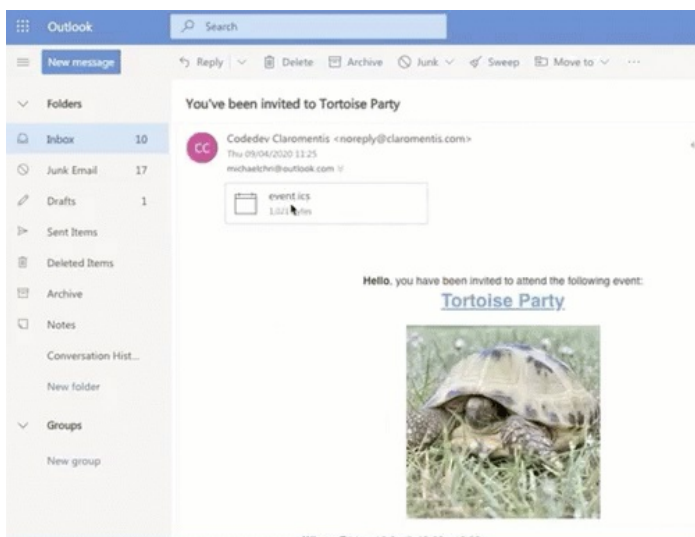 Outlook
Search
New message
Reply
Delete
Archive
Junk
Sweep
Move to
Folders
You've been invited to Tortoise Party
Inbox 10
CC
Codedev Claromentis <noreply@claromentis.com>
Thu 09/04/2020 11:25
michaelchri@outlook.com
Junk Email 17
event.ics
bytes
Drafts 1
Sent Items
Deleted Items
Hello, you have been invited to attend the following event:
Tortoise Party
Archive
Notes
Conversation Hist...
New folder
Groups
New group